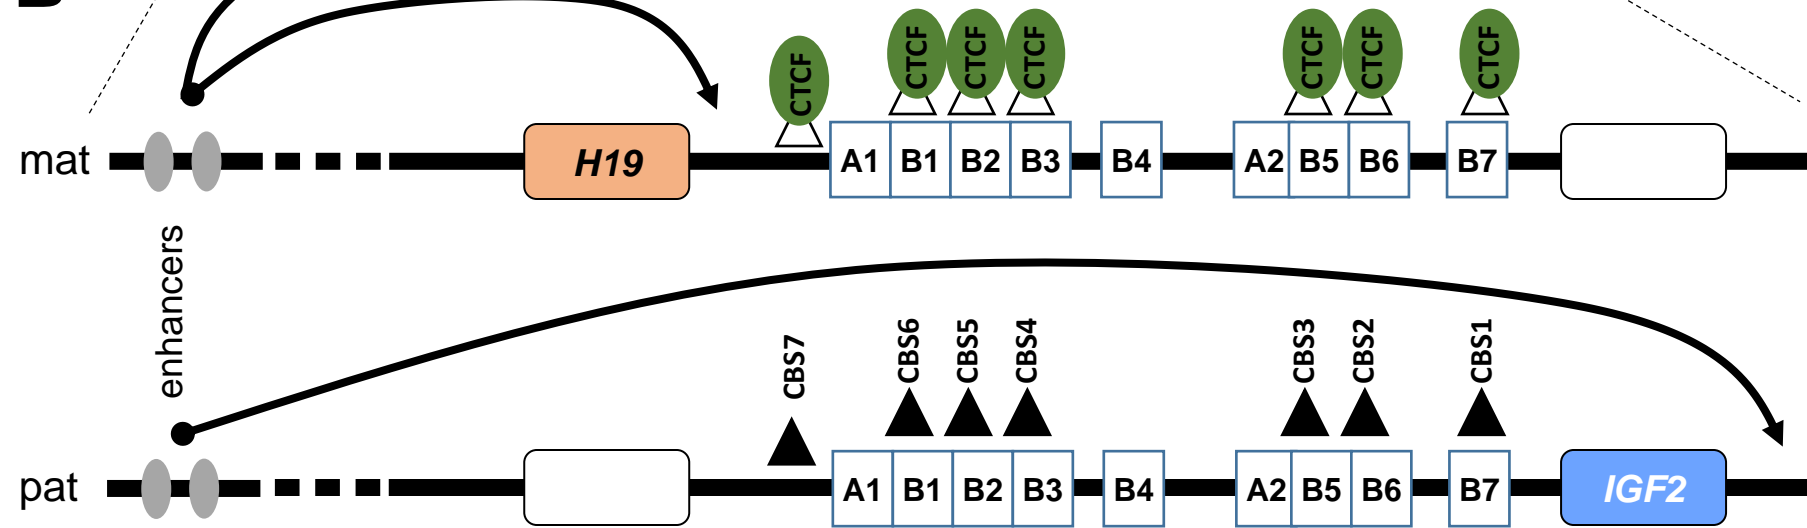 CTCF CTCF CTCF CTCF CTCF CTCF CTCF
mat H19 A1 B1 B2 B3 B4 A2 B5 B6 B7
enhancers
CBS7 CBS6 CBS5 CBS4 CBS3 CBS2 CBS1
pat A1 B1 B2 B3 B4 A2 B5 B6 B7 IGF2